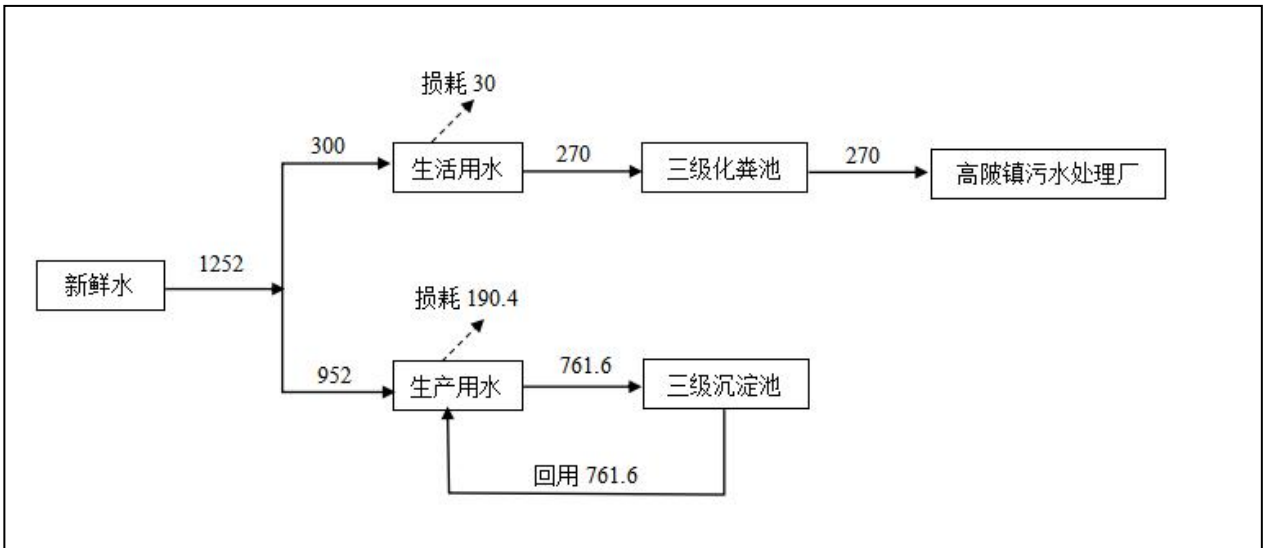 损耗 30
300
生活用水
270
三级化粪池
270
高陂镇污水处理厂
新鲜水
1252
损耗 190.4
952
生产用水
761.6
三级沉淀池
回用 761.6